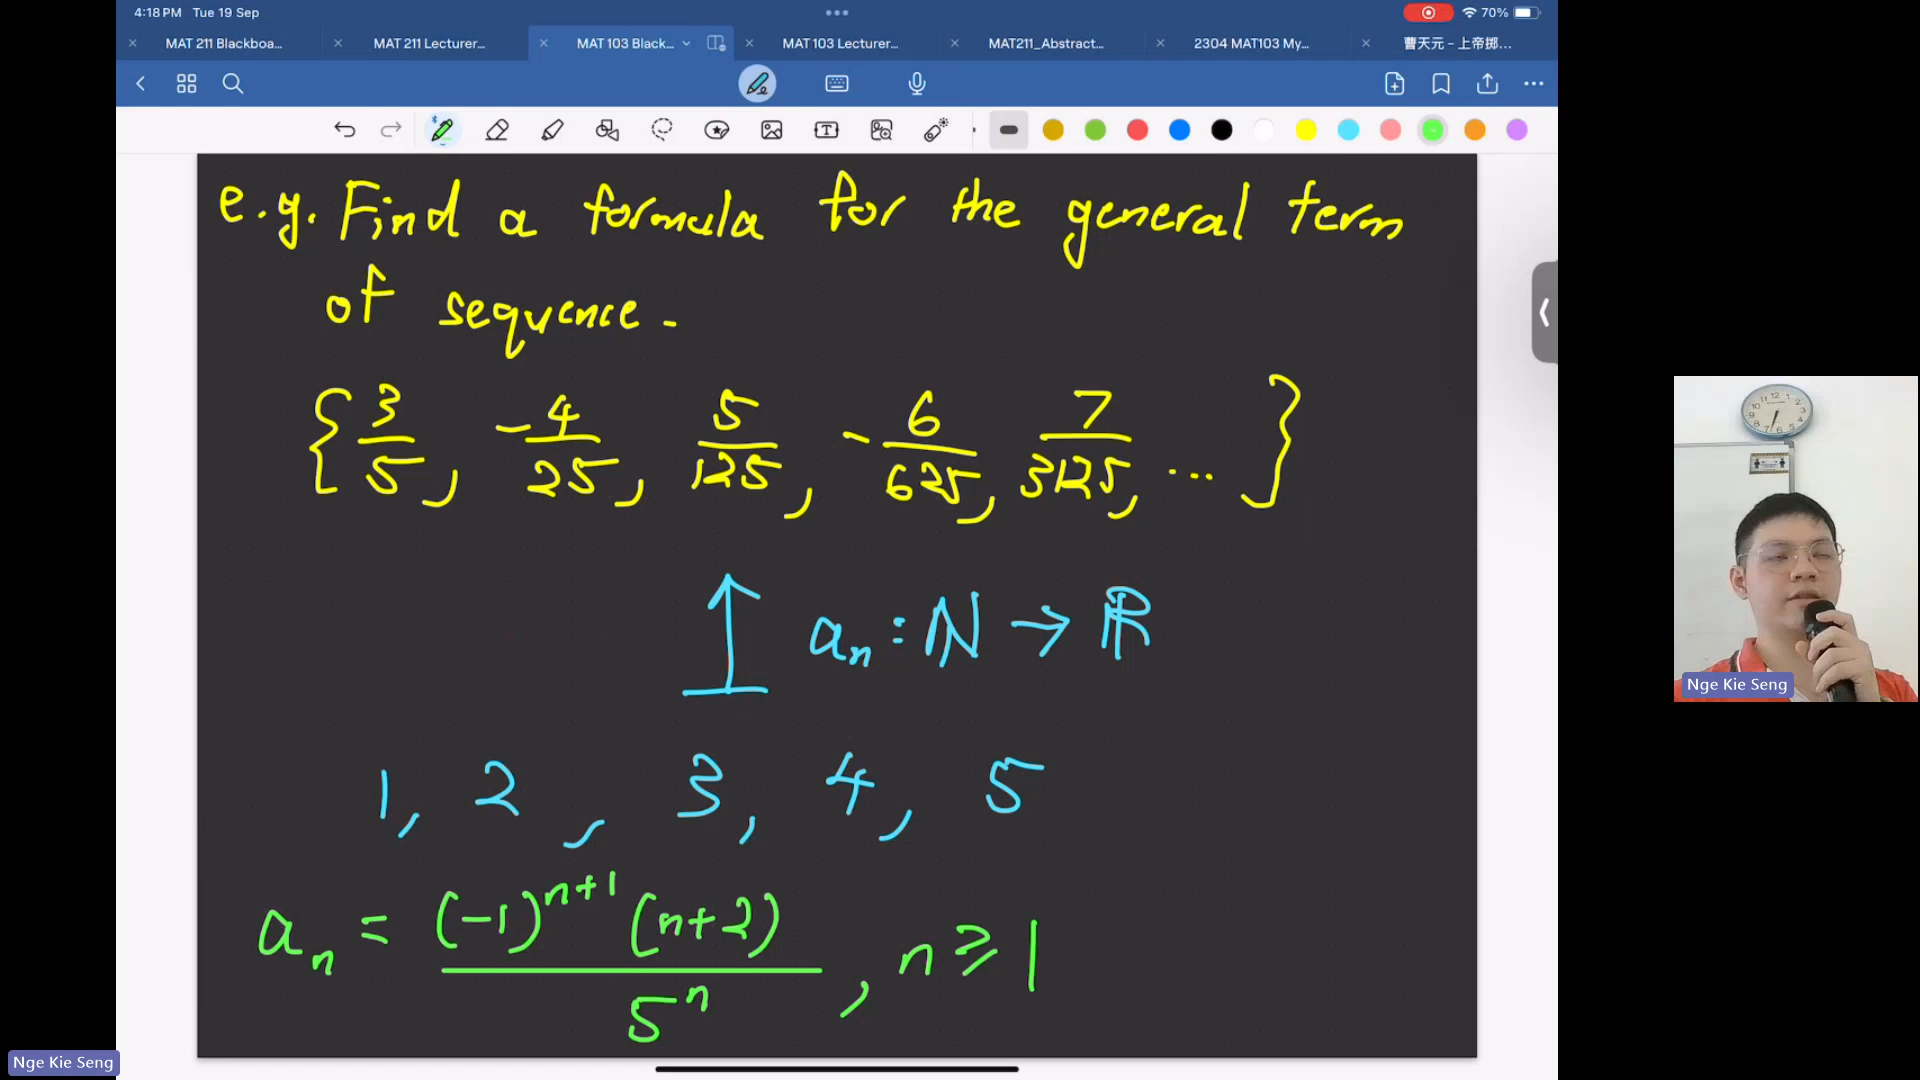 4:18 PM Tue 19 Sep 70%
MAT 211 Blackboa... MAT 211 Lecturer... MAT 103 Black... MAT 103 Lecturer... MAT211_Abstract... 2304 MAT103 My... 曹天元 - 上帝掷...
e.g. Find a formula for the general term
of sequence.
{3/5, -4/25, 5/125, -6/625, 7/3125, ...}
aₙ : ℕ → ℝ
1, 2, 3, 4, 5
aₙ = (-1)ⁿ⁺¹ (n+2) / 5ⁿ, n ⩾ 1
Nge Kie Seng
Nge Kie Seng